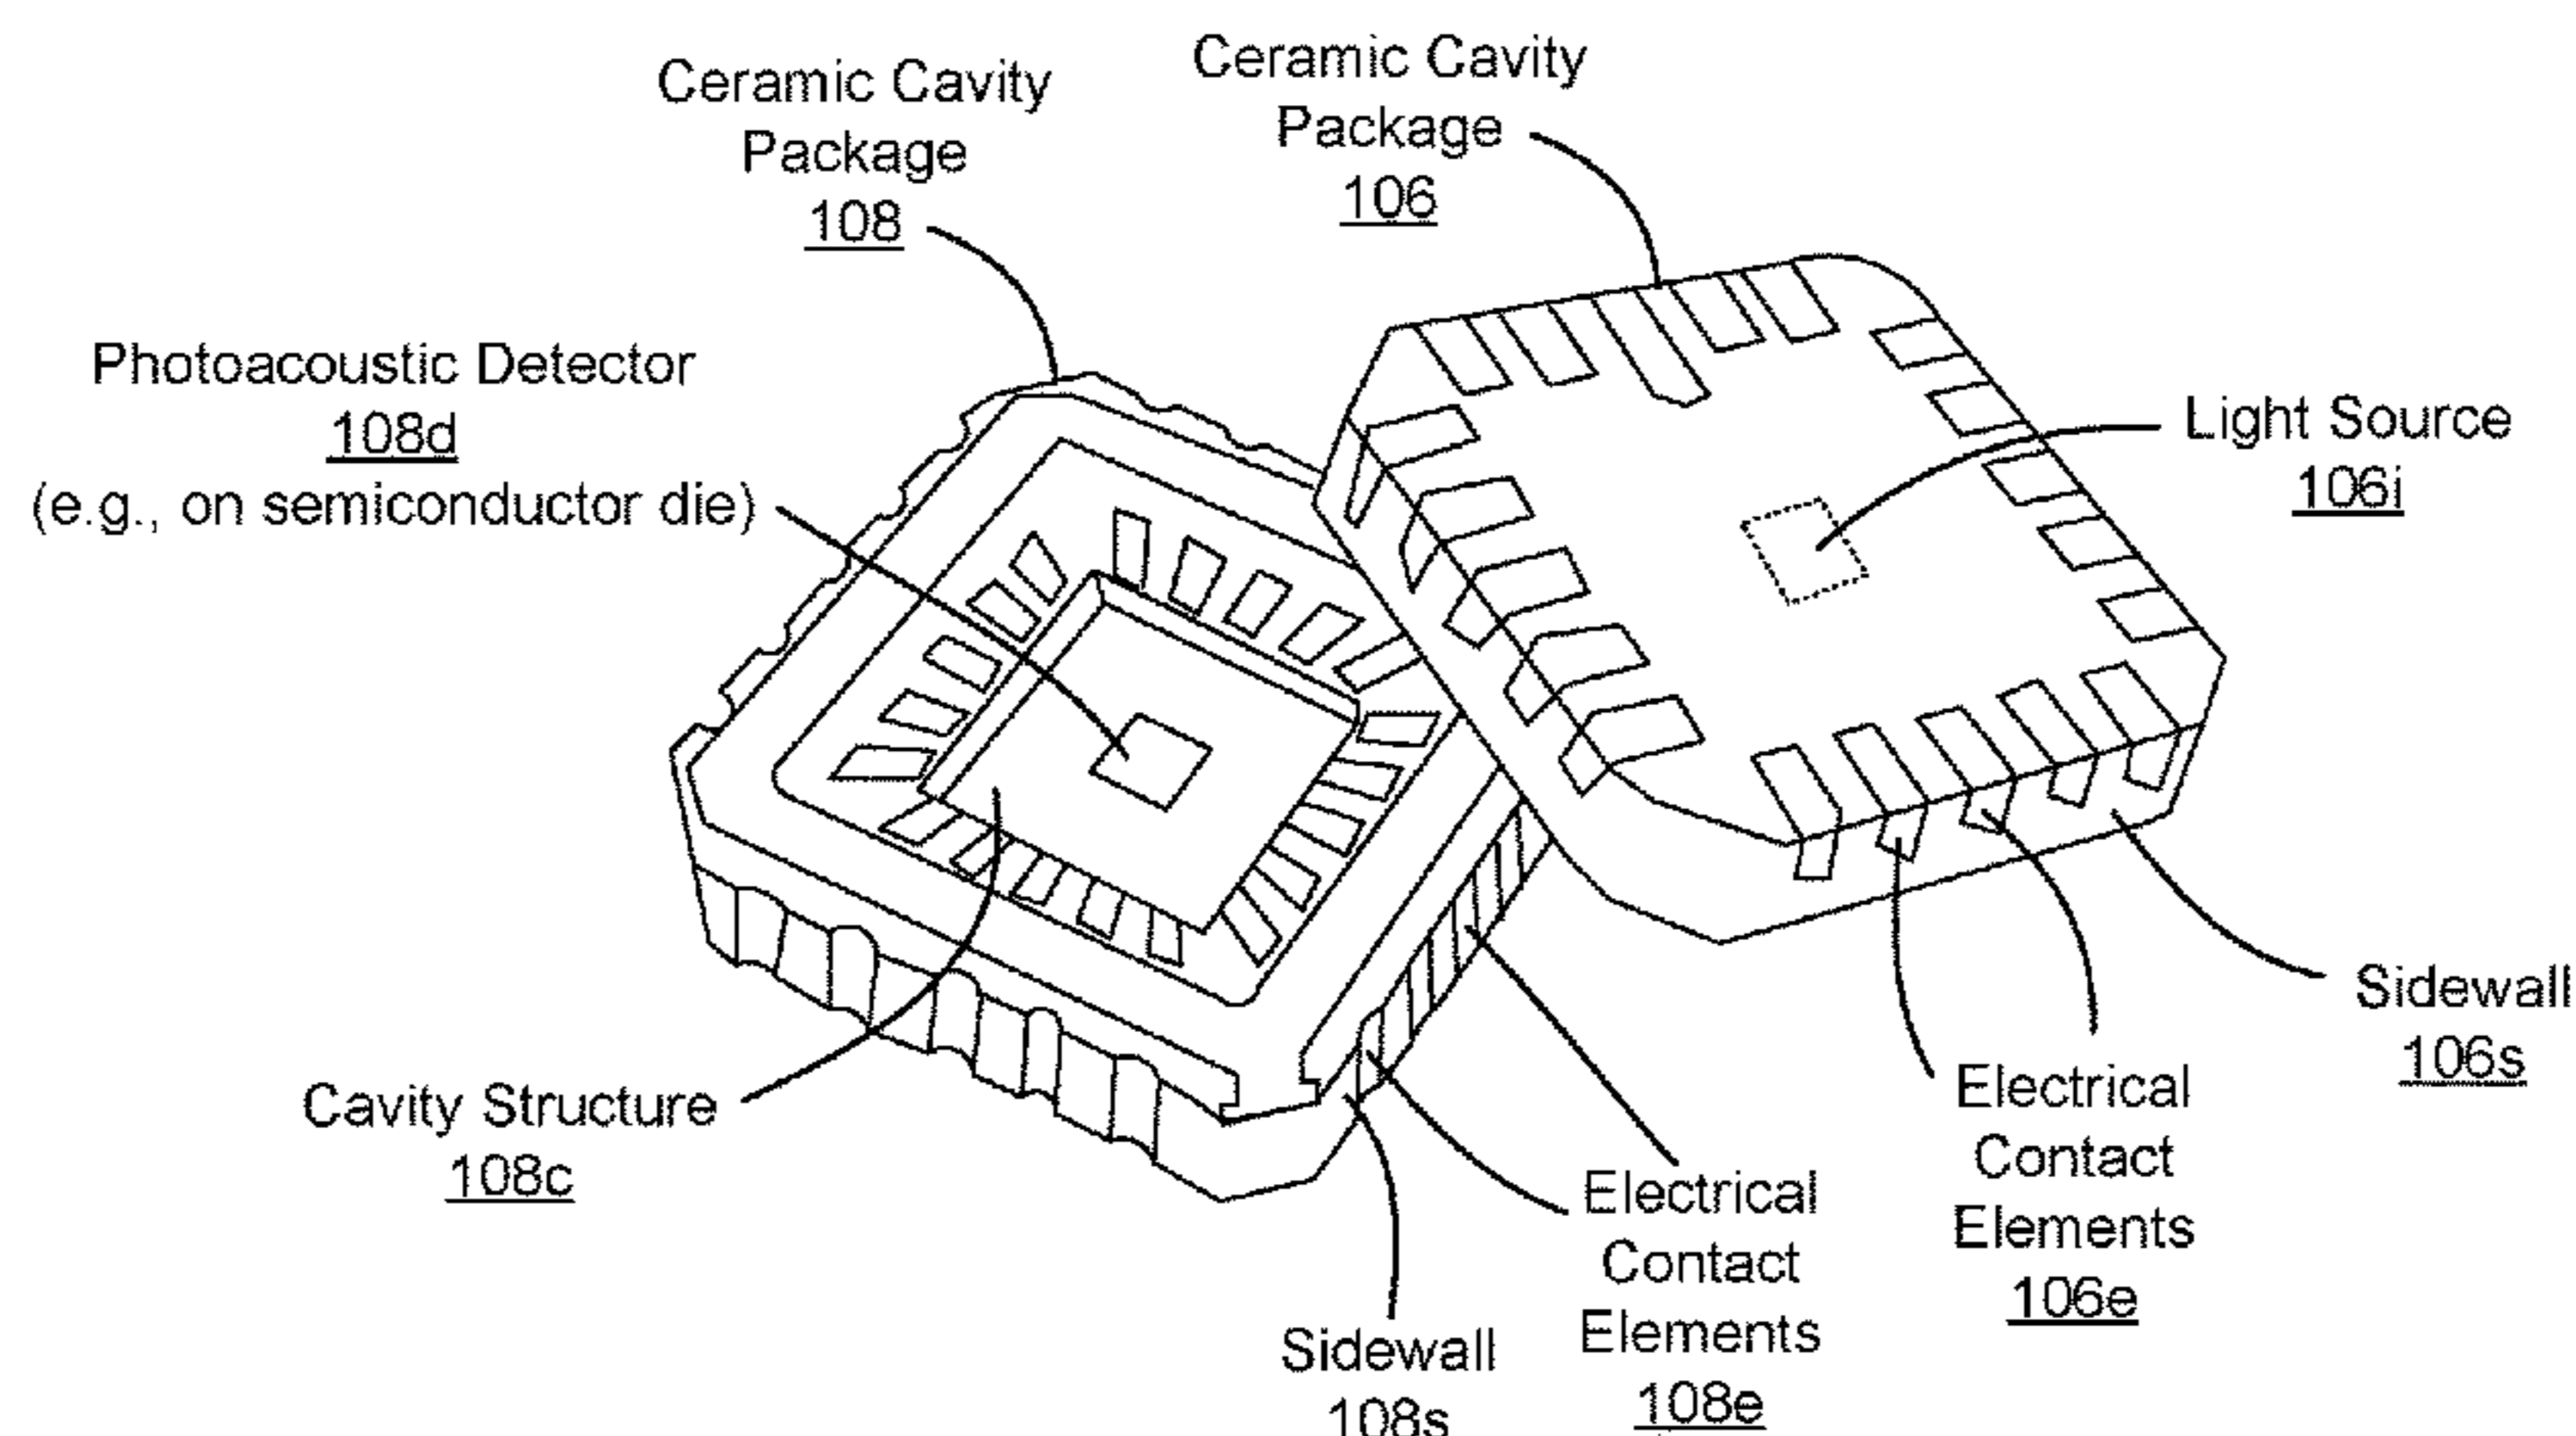 Ceramic Cavity
Package
108
Ceramic Cavity
Package
106
Photoacoustic Detector
108d
(e.g., on semiconductor die)
Light Source
106i
Cavity Structure
108c
Sidewall
108s
Electrical
Contact
Elements
108e
Electrical
Contact
Elements
106e
Sidewall
106s